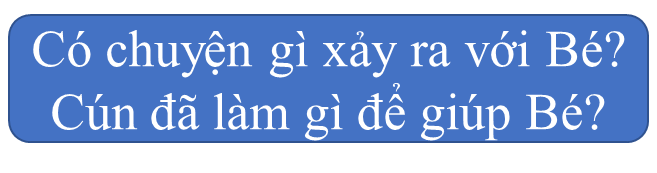 Có chuyện gì xảy ra với Bé?
Cún đã làm gì để giúp Bé?